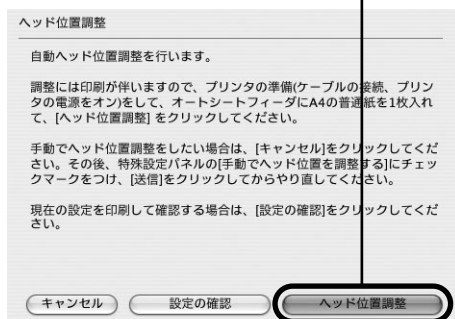 ヘッド位置調整
自動ヘッド位置調整を行います。
調整には印刷が伴いますので、プリンタの準備(ケーブルの接続、プリン
タの電源をオン)をして、オートシートフィーダにA4の普通紙を1枚入れ
て、[ヘッド位置調整] をクリックしてください。
手動でヘッド位置調整をしたい場合は、[キャンセル]をクリックしてくだ
さい。その後、特殊設定パネルの[手動でヘッド位置を調整する]にチェッ
クマークをつけ、[送信]をクリックしてからやり直してください。
現在の設定を印刷して確認する場合は、[設定の確認]をクリックしてくだ
さい。
キャンセル 設定の確認 ヘッド位置調整